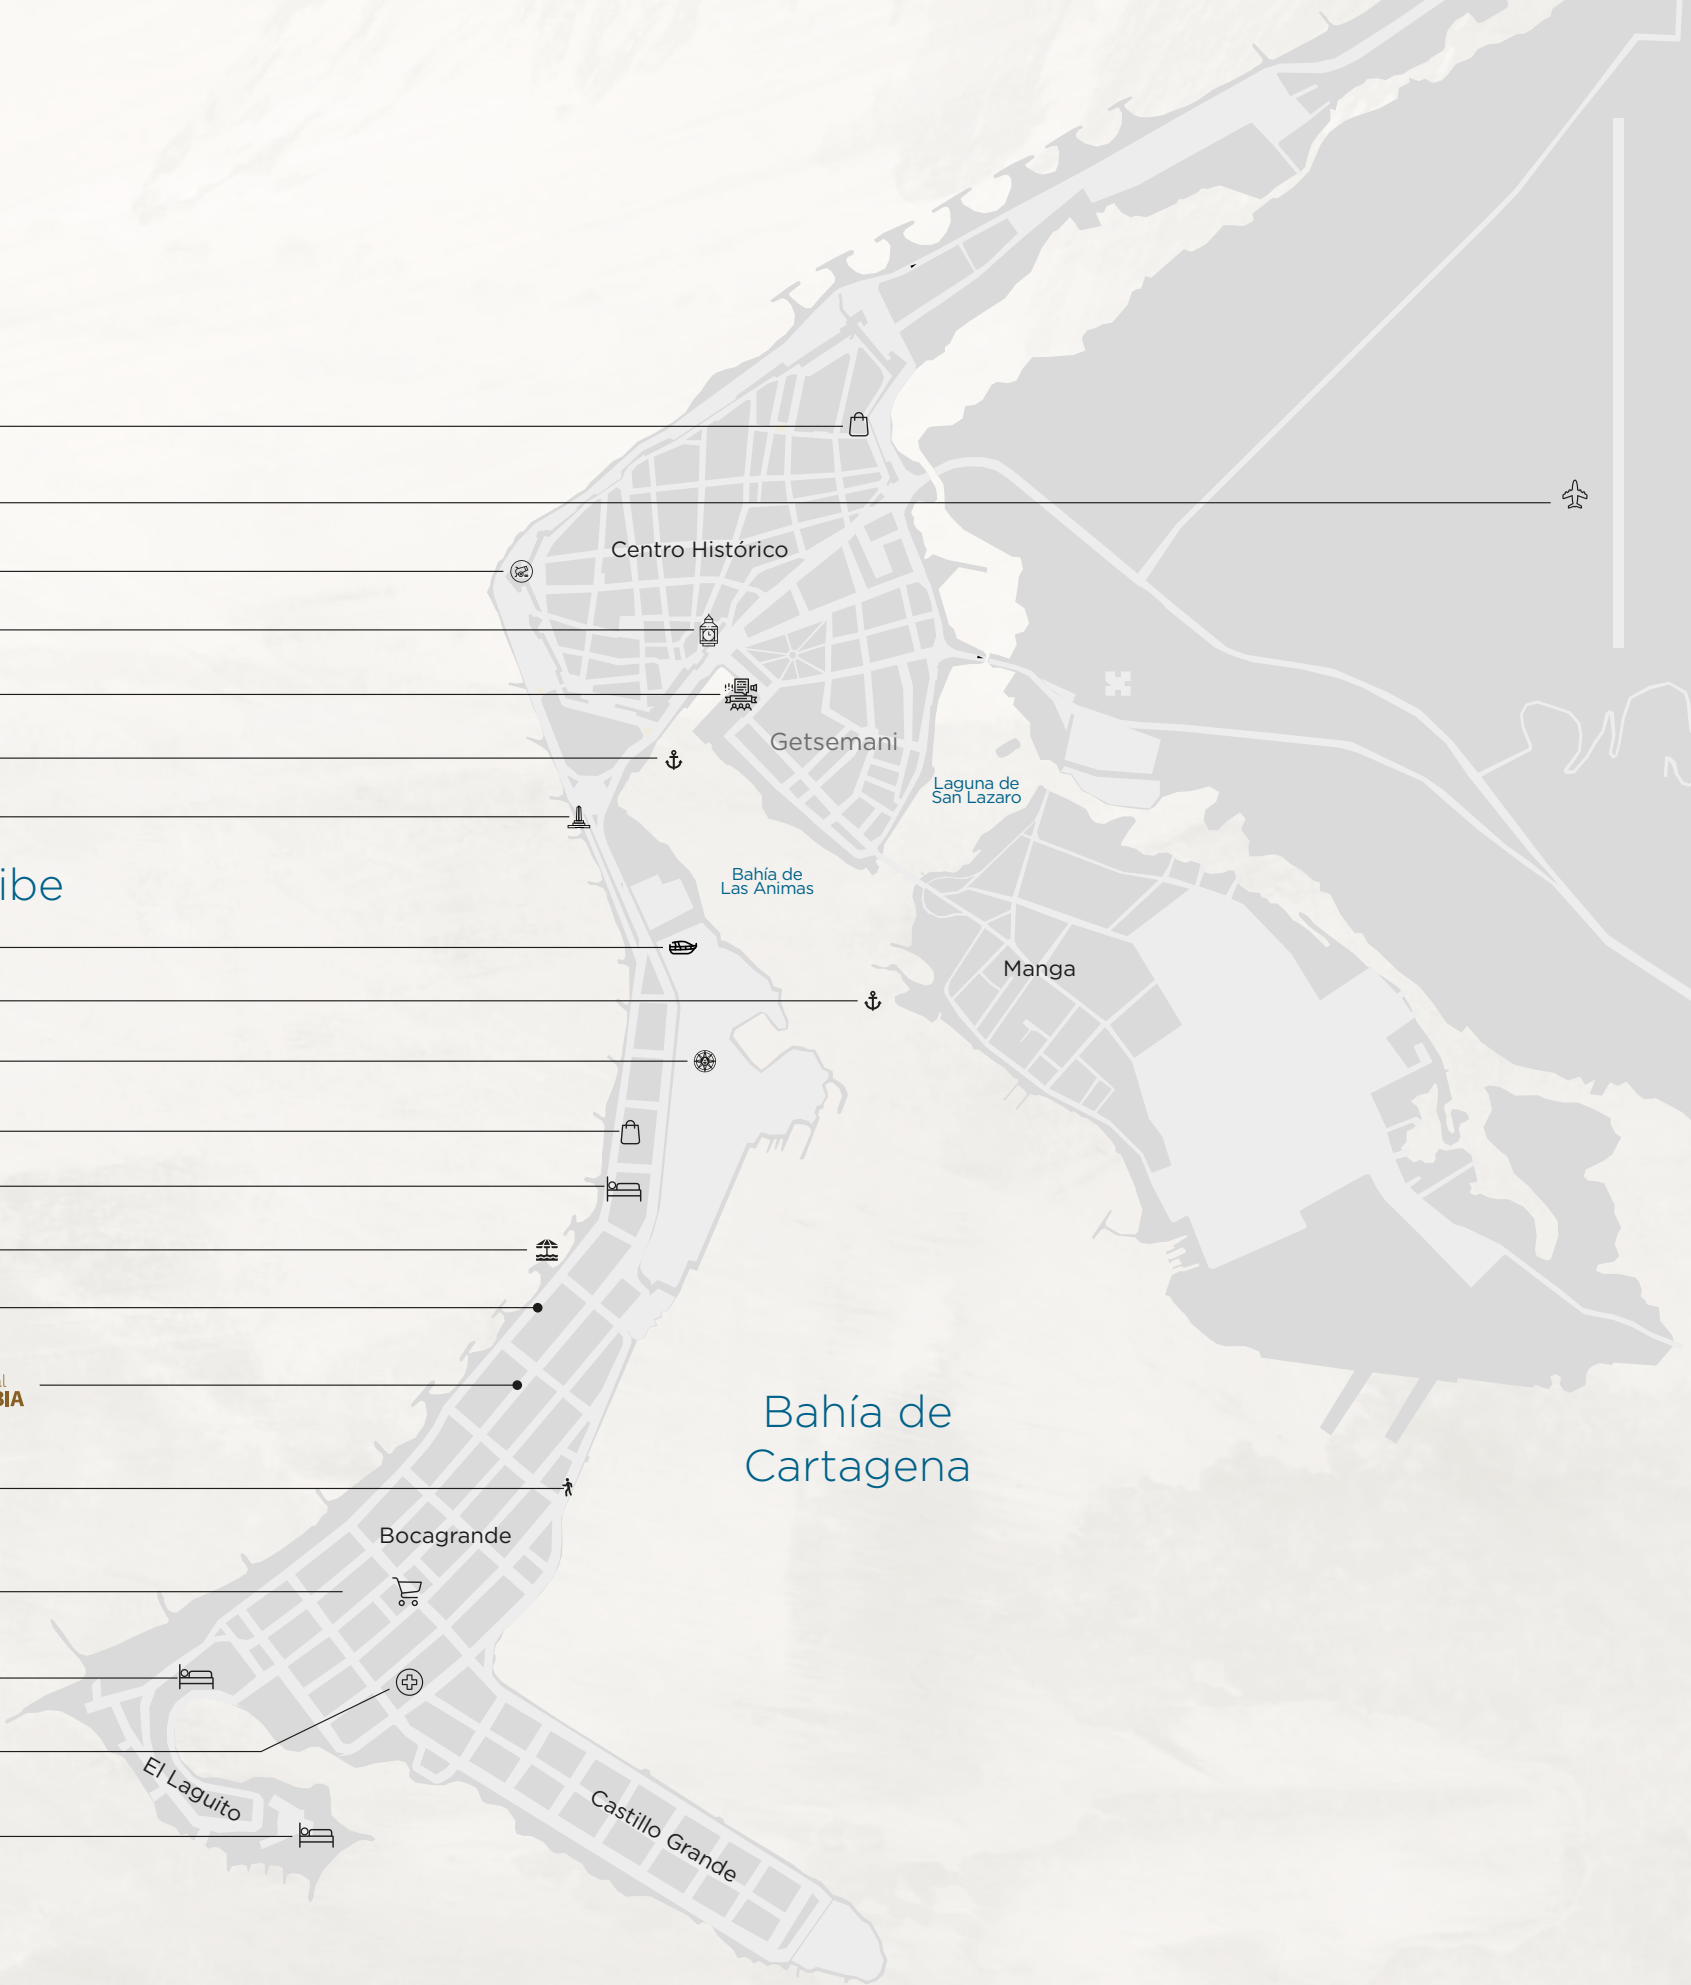 Centro Histórico
Getsemani
Laguna de
San Lazaro
Bahía de
Las Animas
ibe
Manga
al
BIA
Bahía de
Cartagena
Bocagrande
El Laguito
Castillo Grande